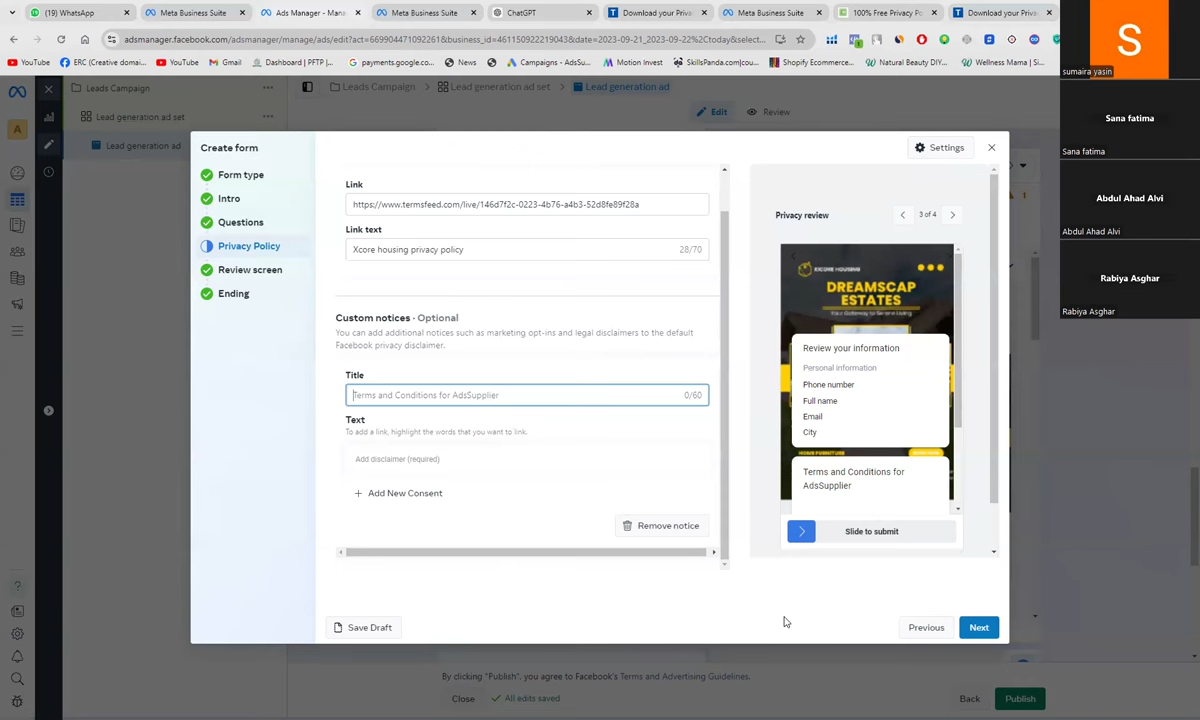 (19) WhatsApp
Meta Business Suite
Ads Manager - Mana
Meta Business Suite
ChatGPT
Download your Priva
Meta Business Suite
100% Free Privacy Po
Download your Priva
adsmanager.facebook.com/adsmanager/manage/ads/edit?act=669904471092651&business_id=461150922219043&date=2023-09-21_2023-09-22%2Ctoday&select...
YouTube
ERC (Creative domai...
YouTube
Gmail
Dashboard | PFTP |...
payments.google.co...
News
Campaigns - AdsSu...
Motion Invest
SkillsPanda.com|cou...
Shopify Ecommerce...
Natural Beauty DIY...
Wellness Mama | Si...
S
sumaira yasin
Sana fatima
Sana fatima
Abdul Ahad Alvi
Abdul Ahad Alvi
Rabiya Asghar
Rabiya Asghar
A
Leads Campaign
Lead generation ad set
Lead generation ad
Leads Campaign
Lead generation ad set
Lead generation ad
Edit
Review
Create form
Form type
Intro
Questions
Privacy Policy
Review screen
Ending
Settings
Link
https://www.termsfeed.com/live/146d7f2c-0223-4b76-a4b3-52d8fe89f28a
Link text
Xcore housing privacy policy
28/70
Custom notices · Optional
You can add additional notices such as marketing opt-ins and legal disclaimers to the default
Facebook privacy disclaimer.
Title
Terms and Conditions for AdsSupplier
0/60
Text
To add a link, highlight the words that you want to link.
Add disclaimer (required)
+ Add New Consent
Remove notice
Save Draft
Previous
Next
Privacy review
3 of 4
DREAMSCAP
ESTATES
Your Gateway to Serene Living
Review your information
Personal information
Phone number
Full name
Email
City
HOME FURNITURE
Terms and Conditions for
AdsSupplier
Slide to submit
By clicking "Publish", you agree to Facebook's Terms and Advertising Guidelines.
Close
All edits saved
Back
Publish